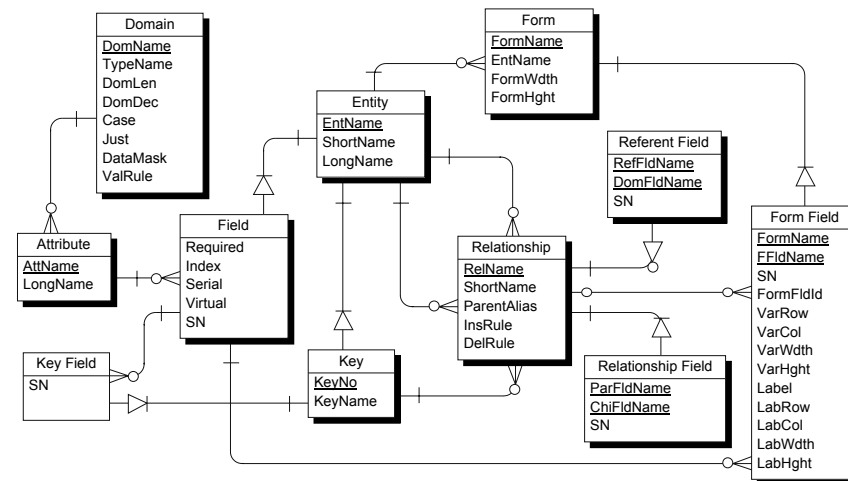 Domain
DomName
TypeName
DomLen
DomDec
Case
Just
DataMask
ValRule
Form
FormName
EntName
FormWdth
FormHght
Entity
EntName
ShortName
LongName
Referent Field
RefFldName
DomFldName
SN
Attribute
AttName
LongName
Field
Required
Index
Serial
Virtual
SN
Relationship
RelName
ShortName
ParentAlias
InsRule
DelRule
Form Field
FormName
FFldName
SN
FormFldId
VarRow
VarCol
VarWdth
VarHght
Label
LabRow
LabCol
LabWdth
LabHght
Key Field
SN
Key
KeyNo
KeyName
Relationship Field
ParFldName
ChiFldName
SN